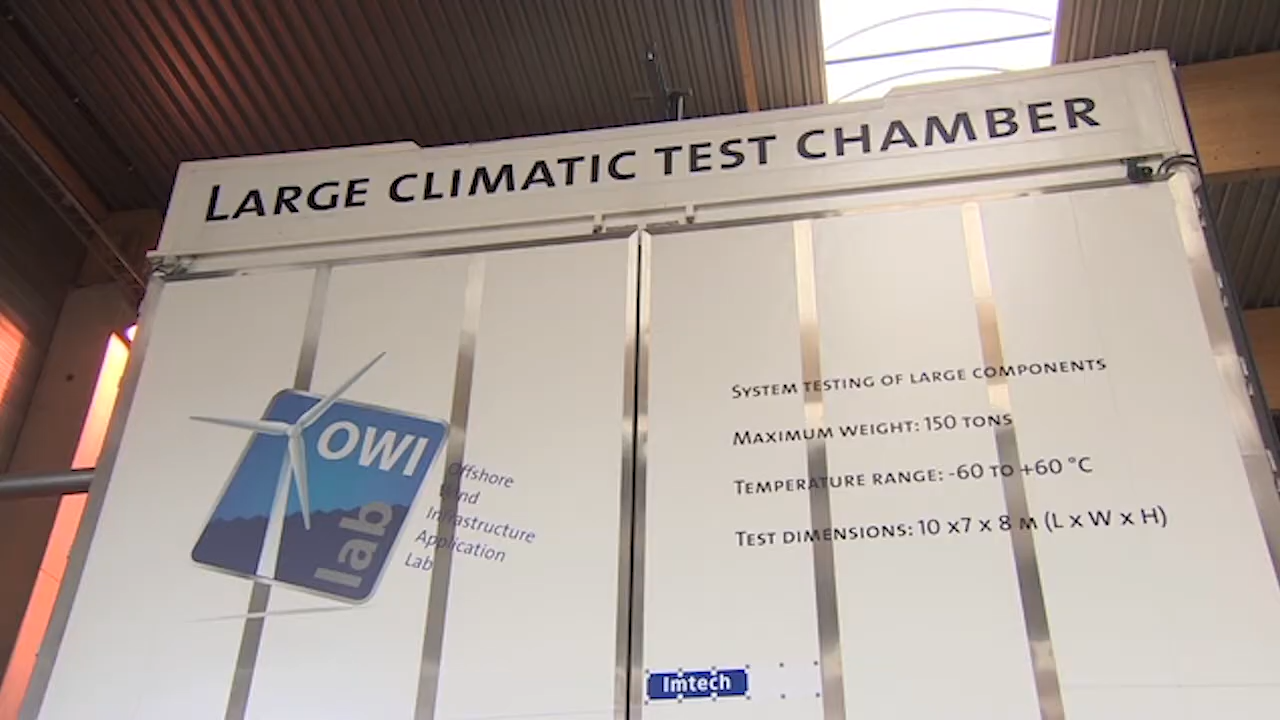 LARGE CLIMATIC TEST CHAMBER
OWI
lab
Offshore
Wind
Infrastructure
Application
Lab
SYSTEM TESTING OF LARGE COMPONENTS
MAXIMUM WEIGHT: 150 TONS
TEMPERATURE RANGE: -60 TO +60 °C
TEST DIMENSIONS: 10 x7 x 8 M (L x W x H)
Imtech